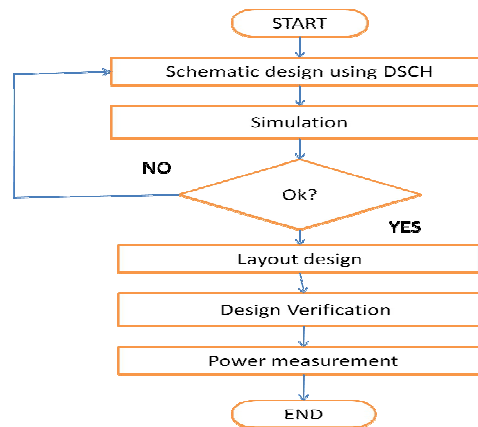 START
Schematic design using DSCH
Simulation
NO
Ok?
YES
Layout design
Design Verification
Power measurement
END